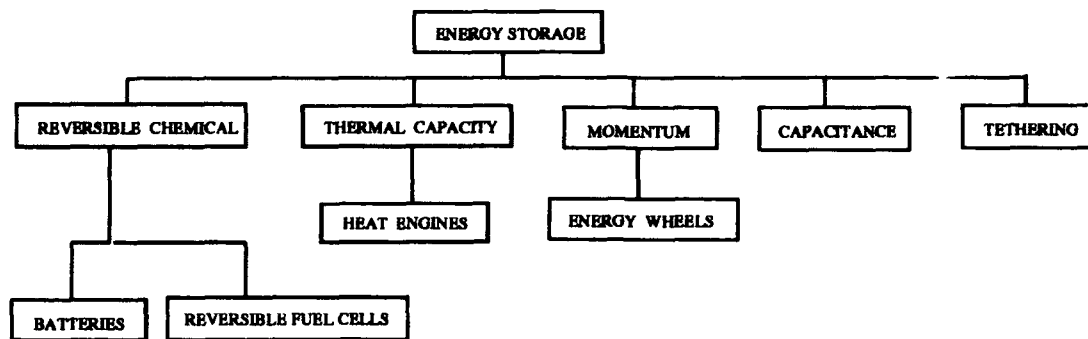 ENERGY STORAGE
REVERSIBLE CHEMICAL
THERMAL CAPACITY
MOMENTUM
CAPACITANCE
TETHERING
HEAT ENGINES
ENERGY WHEELS
BATTERIES
REVERSIBLE FUEL CELLS